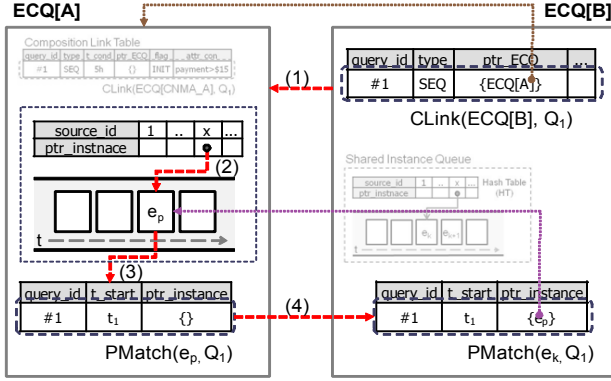 ECQ[A]
ECQ[B]
Composition Link Table
query_id type t_cond ptr_ECQ flag attr_con
#1 SEQ 5h {} INIT payment>$15
CLink(ECQ[CNMA_A], Q1)
source_id 1 .. x ...
ptr_instnace
(2)
ep
t
(3)
query_id t_start ptr_instance
#1 t1 {}
PMatch(ep, Q1)
(1)
(4)
query_id type ptr_ECQ ...
#1 SEQ {ECQ[A]}
CLink(ECQ[B], Q1)
Shared Instance Queue
source_id 1 .. x ...
ptr_instnace
Hash Table
(HT)
ek ek+1
t
query_id t_start ptr_instance
#1 t1 {ep}
PMatch(ek, Q1)